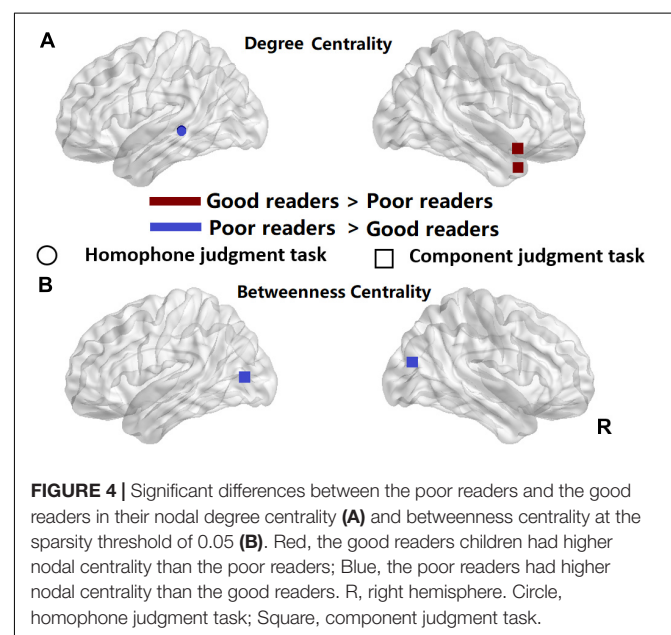 A
Degree Centrality
Good readers > Poor readers
Poor readers > Good readers
Homophone judgment task
Component judgment task
B
Betweenness Centrality
R
FIGURE 4 | Significant differences between the poor readers and the good
readers in their nodal degree centrality (A) and betweenness centrality at the
sparsity threshold of 0.05 (B). Red, the good readers children had higher
nodal centrality than the poor readers; Blue, the poor readers had higher
nodal centrality than the good readers. R, right hemisphere. Circle,
homophone judgment task; Square, component judgment task.